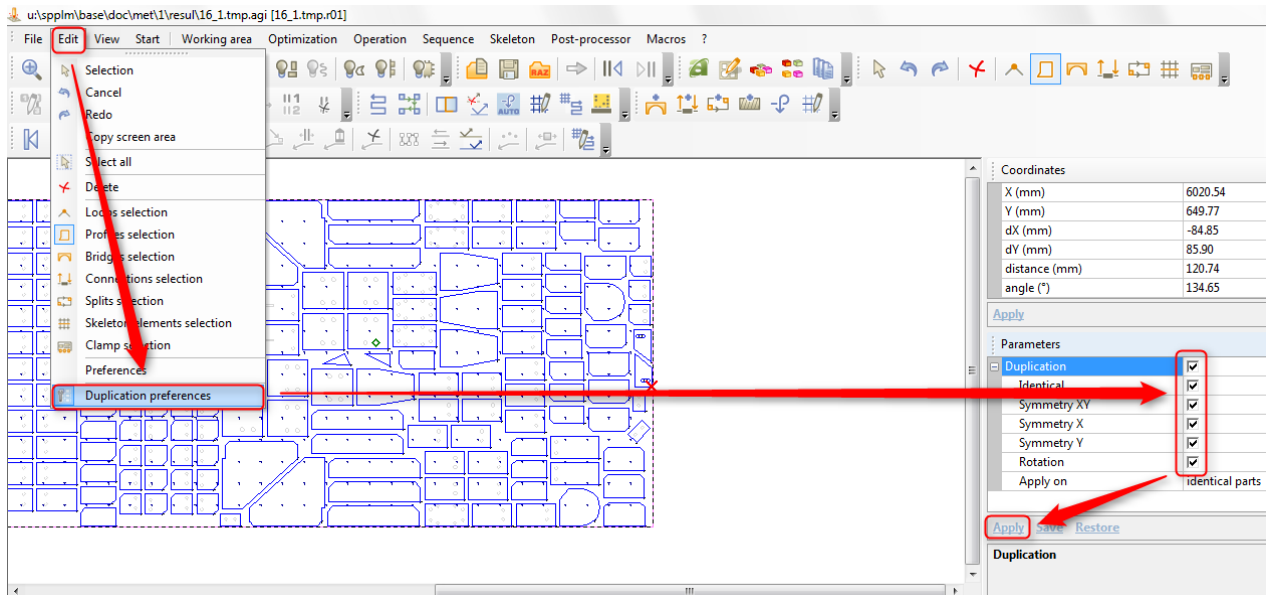 u:\spplm\base\doc\met\1\resul\16_1.tmp.agi [16_1.tmp.r01]
File Edit View Start Working area Optimization Operation Sequence Skeleton Post-processor Macros ?
Selection
Cancel
Redo
Copy screen area
Select all
Delete
Loops selection
Profiles selection
Bridges selection
Connections selection
Splits selection
Skeleton elements selection
Clamp selection
Preferences
Duplication preferences
RAZ
AUTO
Coordinates
X (mm) 6020.54
Y (mm) 649.77
dX (mm) -84.85
dY (mm) 85.90
distance (mm) 120.74
angle (°) 134.65
Apply
Parameters
Duplication
Identical
Symmetry XY
Symmetry X
Symmetry Y
Rotation
Apply on identical parts
Apply Save Restore
Duplication